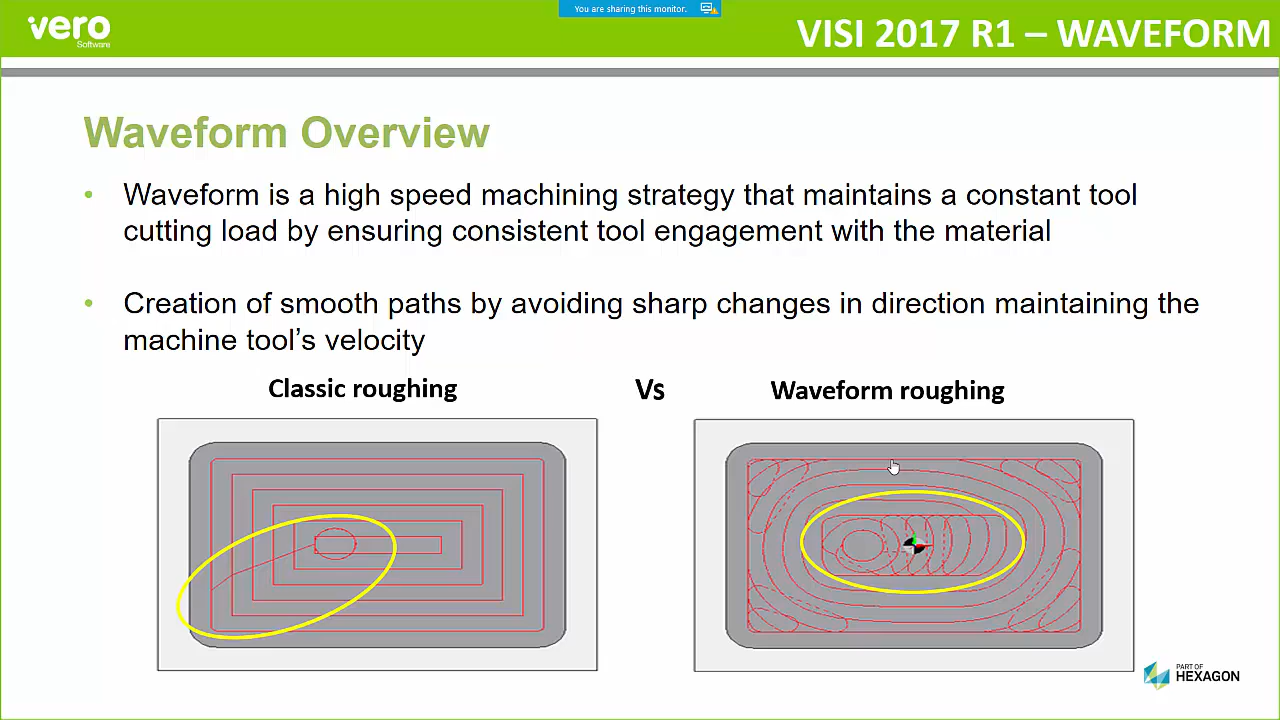 You are sharing this monitor.
vero
Software
VISI 2017 R1 – WAVEFORM
Waveform Overview
• Waveform is a high speed machining strategy that maintains a constant tool
cutting load by ensuring consistent tool engagement with the material
• Creation of smooth paths by avoiding sharp changes in direction maintaining the
machine tool’s velocity
Classic roughing Vs Waveform roughing
PART OF
HEXAGON